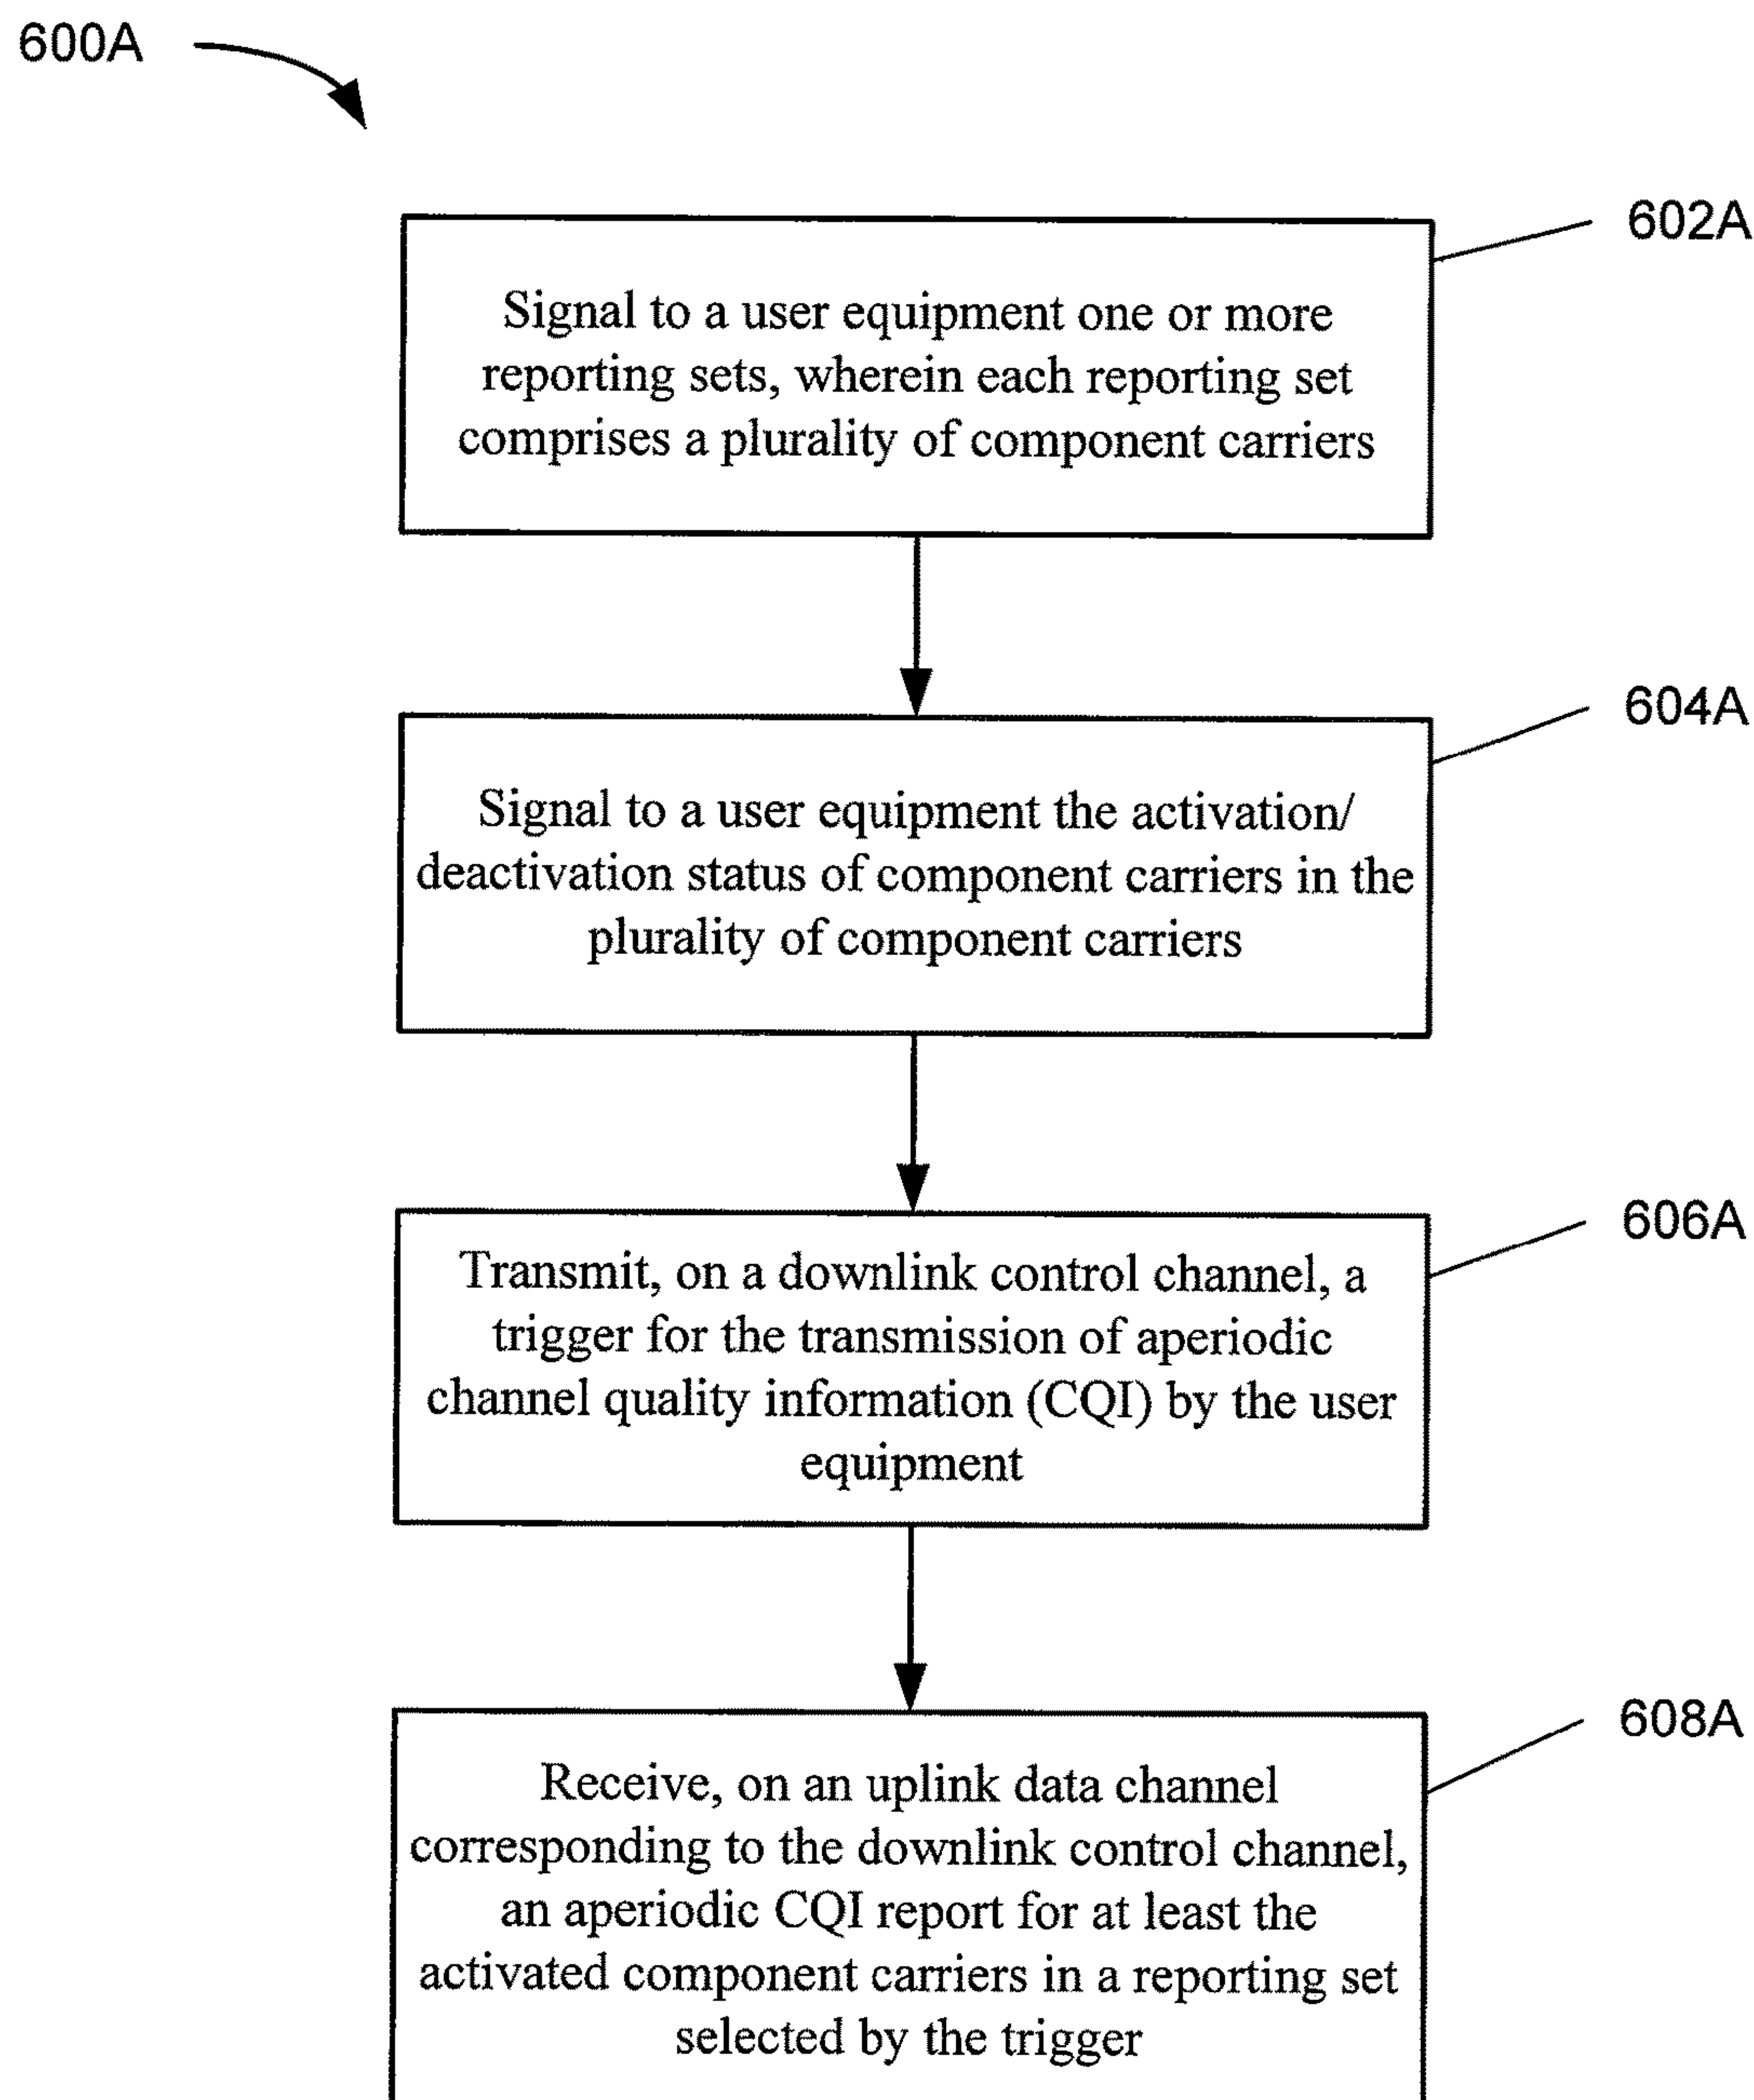 600A
602A
Signal to a user equipment one or more
reporting sets, wherein each reporting set
comprises a plurality of component carriers
604A
Signal to a user equipment the activation/
deactivation status of component carriers in the
plurality of component carriers
606A
Transmit, on a downlink control channel, a
trigger for the transmission of aperiodic
channel quality information (CQI) by the user
equipment
608A
Receive, on an uplink data channel
corresponding to the downlink control channel,
an aperiodic CQI report for at least the
activated component carriers in a reporting set
selected by the trigger